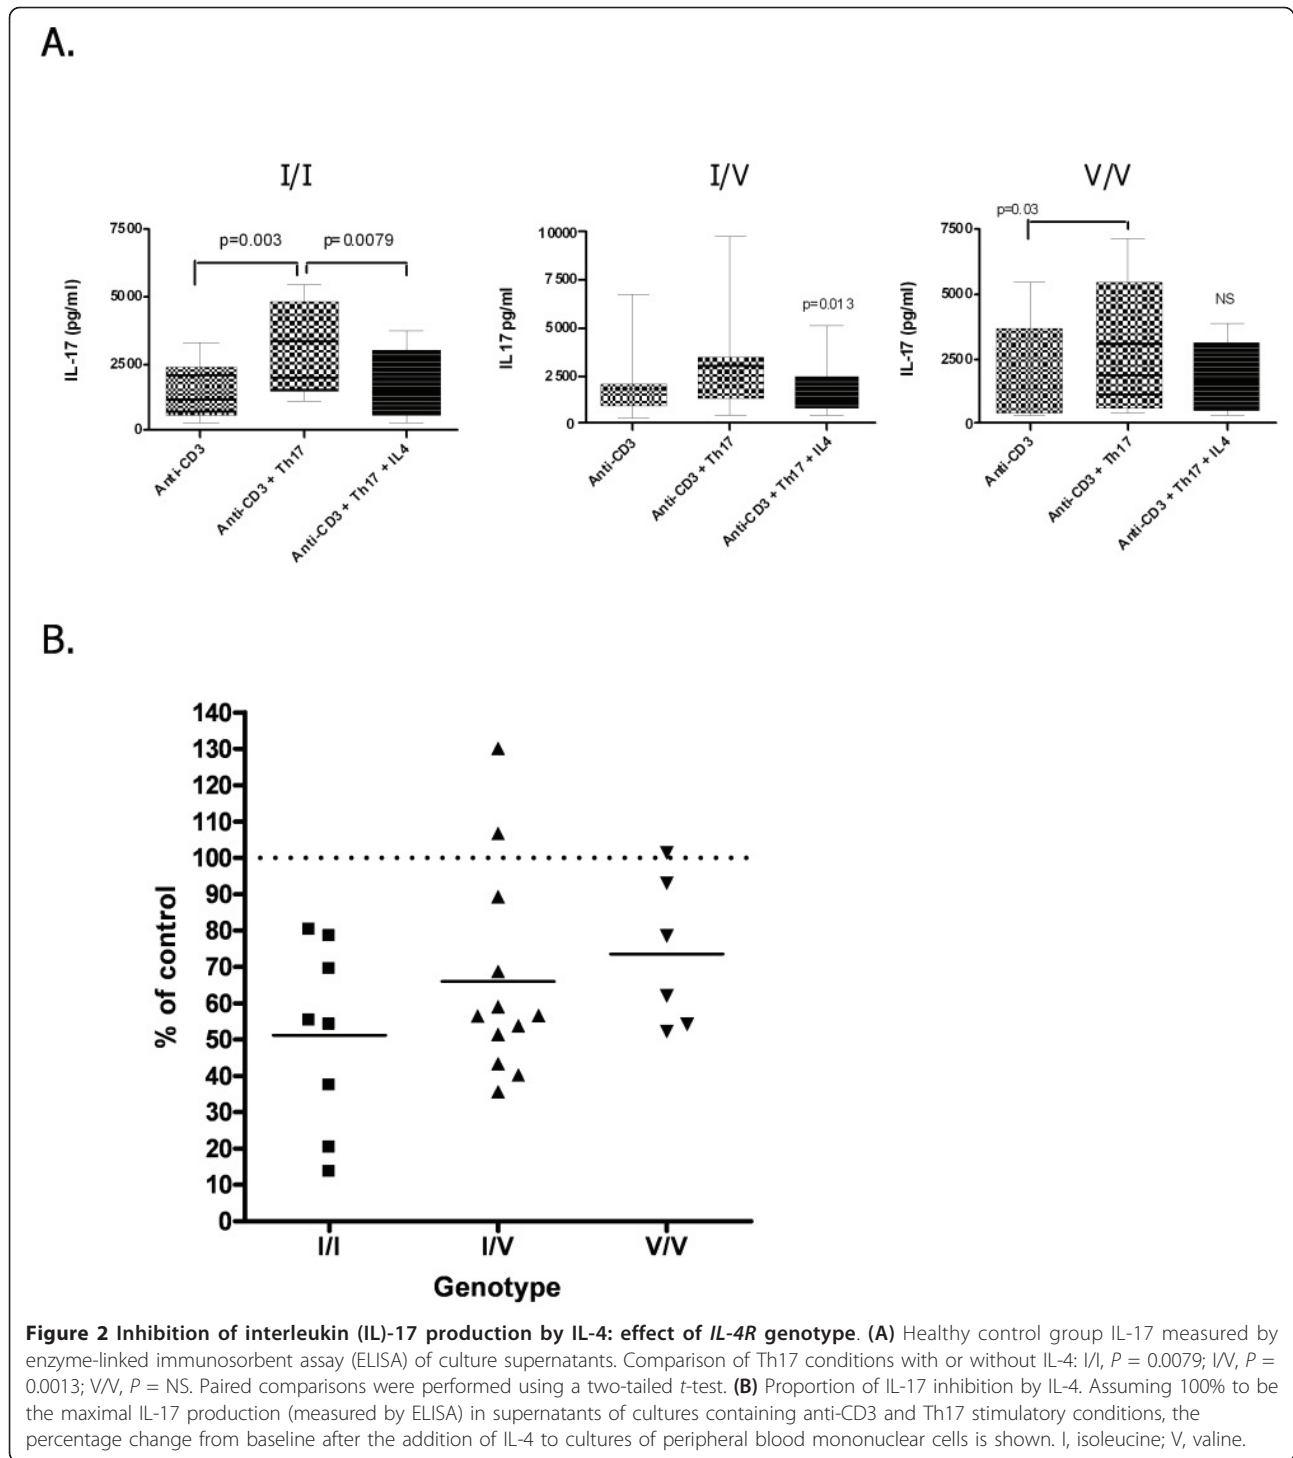 A.
I/I
I/V
V/V
7500
5000
2500
0
IL-17 (pg/ml)
p=0.003
p=0.0079
Anti-CD3
Anti-CD3 + Th17
Anti-CD3 + Th17 + IL4
10000
7500
5000
2500
0
IL17 pg/ml
p=0.013
Anti-CD3
Anti-CD3 + Th17
Anti-CD3 + Th17 + IL4
7500
5000
2500
0
IL-17 (pg/ml)
p=0.03
NS
Anti-CD3
Anti-CD3 + Th17
Anti-CD3 + Th17 + IL4
B.
140
130
120
110
100
90
80
70
60
50
40
30
20
10
0
% of control
I/I
I/V
V/V
Genotype
Figure 2 Inhibition of interleukin (IL)-17 production by IL-4: effect of IL-4R genotype. (A) Healthy control group IL-17 measured by
enzyme-linked immunosorbent assay (ELISA) of culture supernatants. Comparison of Th17 conditions with or without IL-4: I/I, P = 0.0079; I/V, P =
0.0013; V/V, P = NS. Paired comparisons were performed using a two-tailed t-test. (B) Proportion of IL-17 inhibition by IL-4. Assuming 100% to be
the maximal IL-17 production (measured by ELISA) in supernatants of cultures containing anti-CD3 and Th17 stimulatory conditions, the
percentage change from baseline after the addition of IL-4 to cultures of peripheral blood mononuclear cells is shown. I, isoleucine; V, valine.